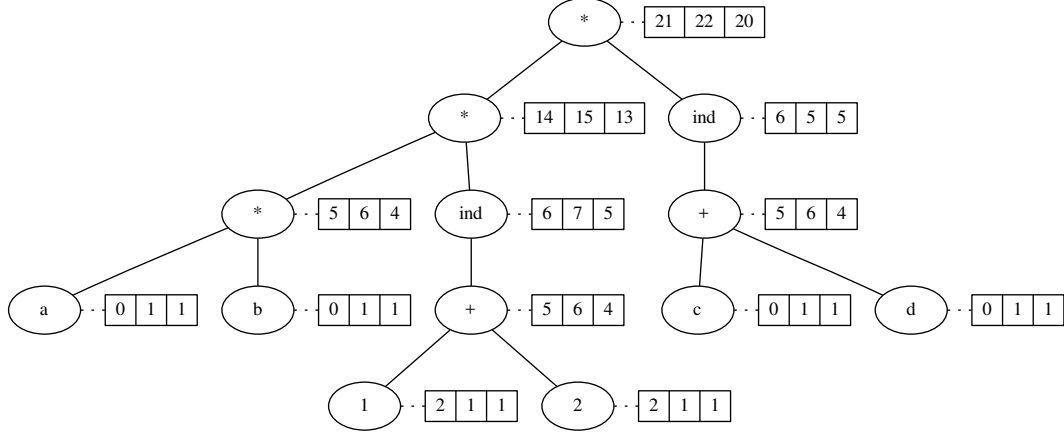 * 21 22 20
* 14 15 13 ind 6 5 5
* 5 6 4 ind 6 7 5 + 5 6 4
a 0 1 1 b 0 1 1 + 5 6 4 c 0 1 1 d 0 1 1
1 2 1 1 2 2 1 1